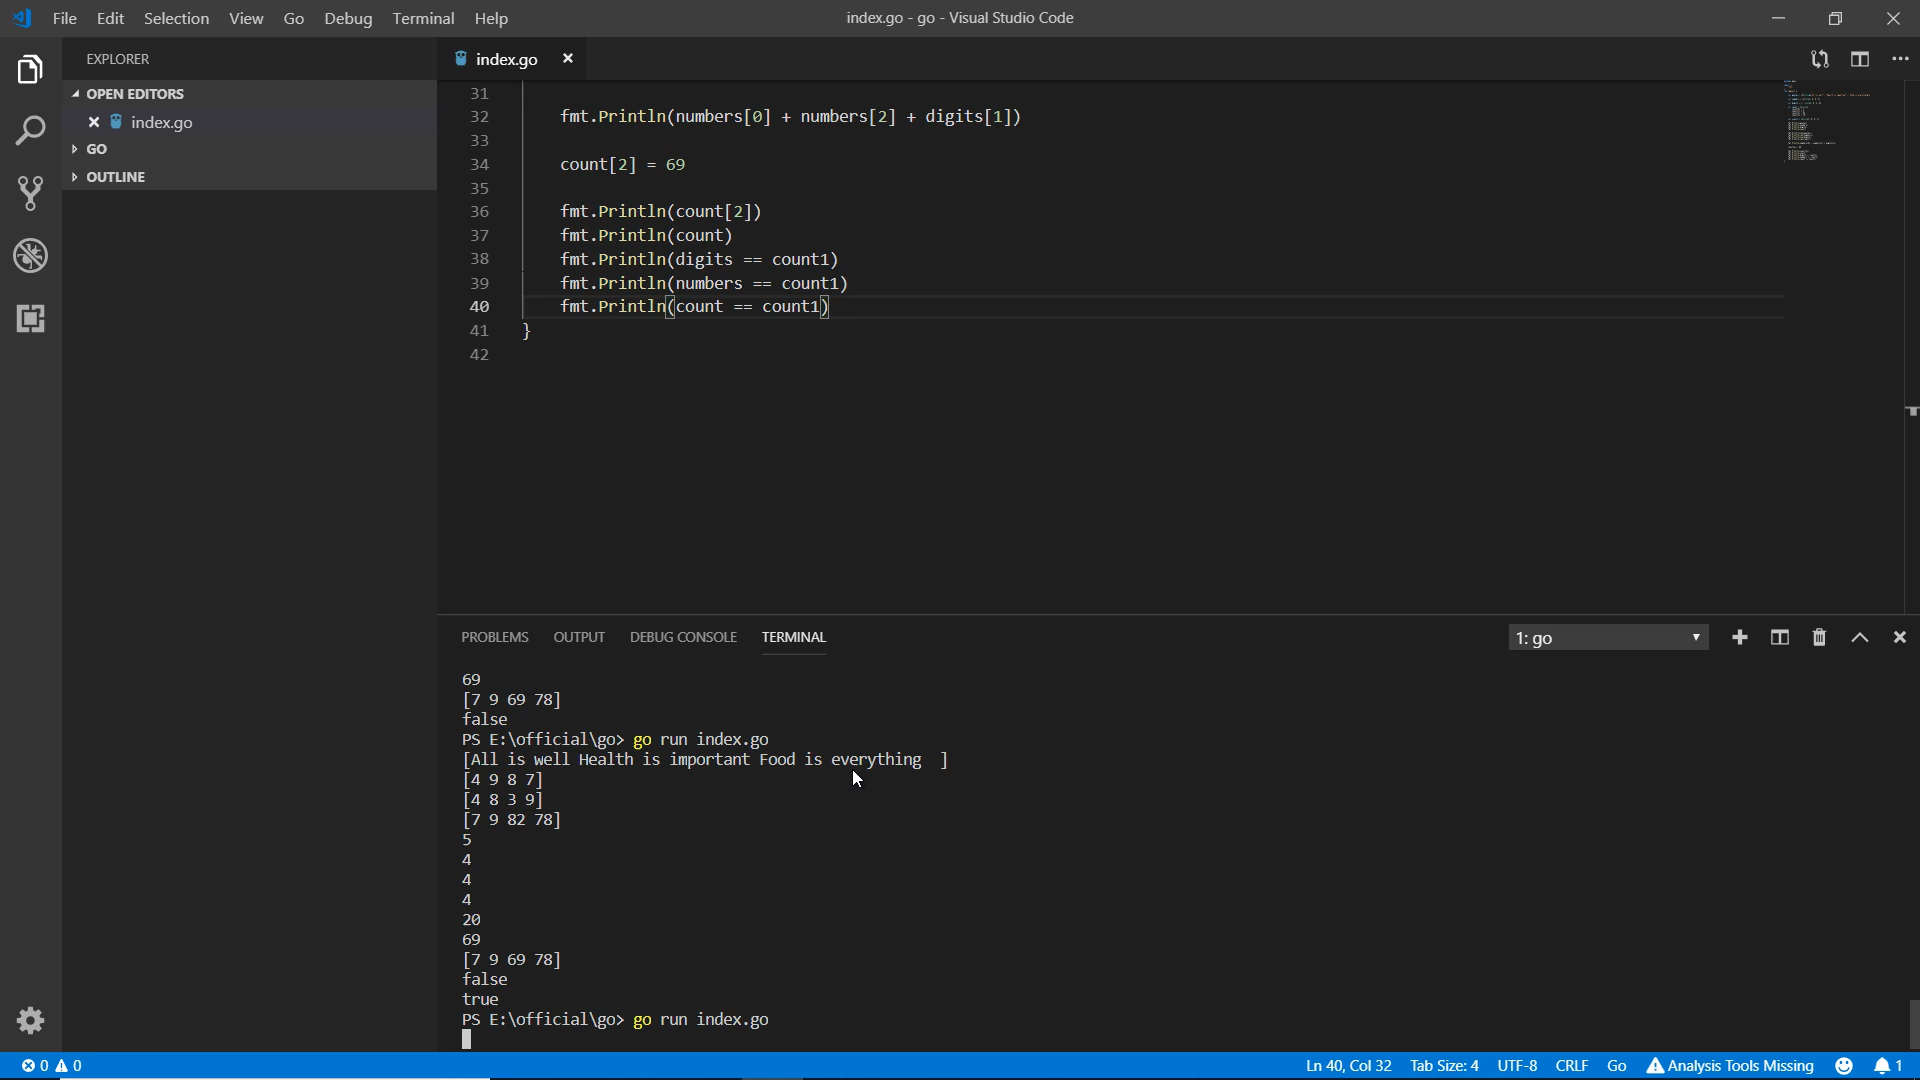 File Edit Selection View Go Debug Terminal Help
index.go - go - Visual Studio Code
EXPLORER
OPEN EDITORS
index.go
GO
OUTLINE
index.go
31
32 fmt.Println(numbers[0] + numbers[2] + digits[1])
33
34 count[2] = 69
35
36 fmt.Println(count[2])
37 fmt.Println(count)
38 fmt.Println(digits == count1)
39 fmt.Println(numbers == count1)
40 fmt.Println(count == count1)
41 }
42
PROBLEMS OUTPUT DEBUG CONSOLE TERMINAL
1: go
69
[7 9 69 78]
false
PS E:\official\go> go run index.go
[All is well Health is important Food is everything  ]
[4 9 8 7]
[4 8 3 9]
[7 9 82 78]
5
4
4
4
20
69
[7 9 69 78]
false
true
PS E:\official\go> go run index.go
0 0
Ln 40, Col 32 Tab Size: 4 UTF-8 CRLF Go Analysis Tools Missing 1